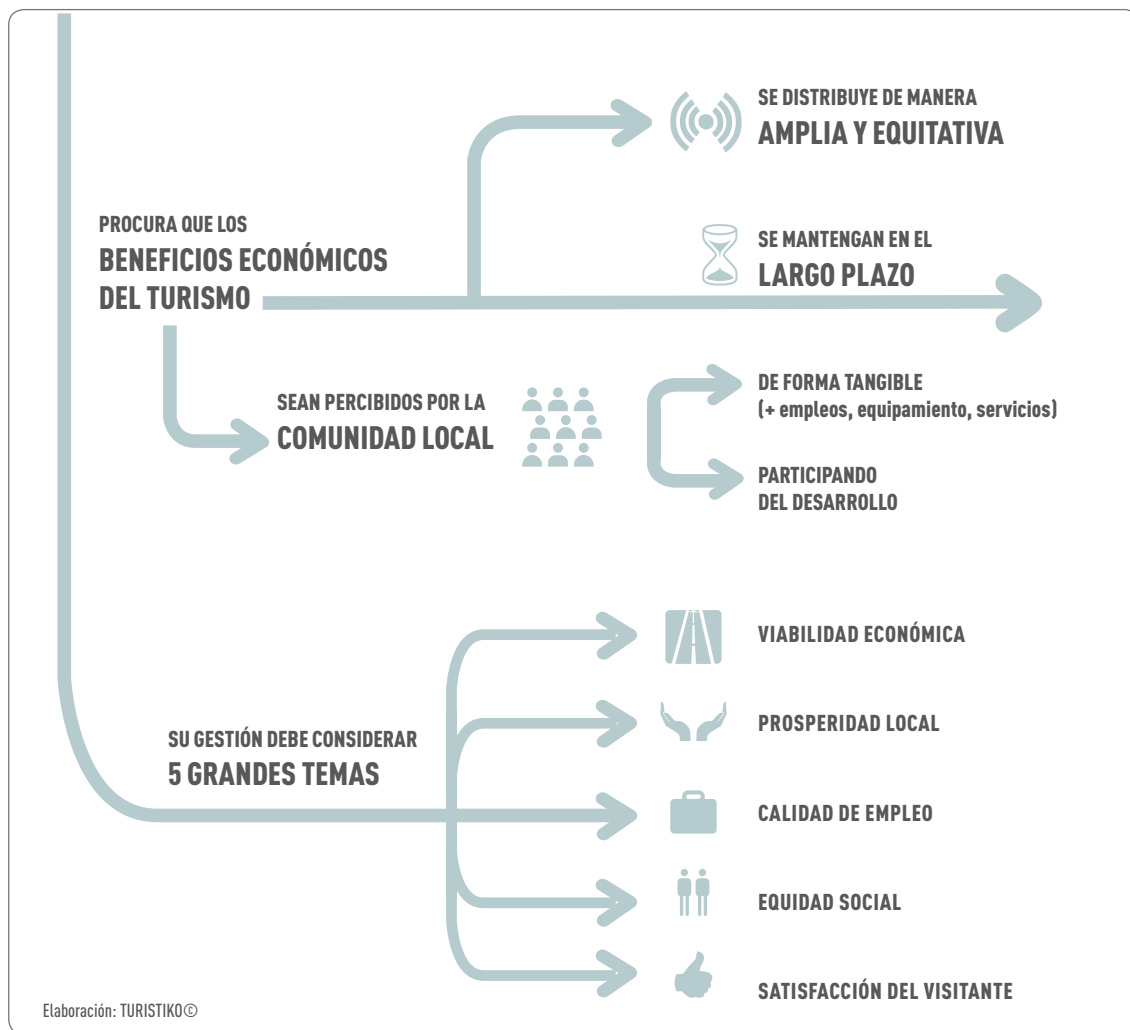 SE DISTRIBUYE DE MANERA
AMPLIA Y EQUITATIVA
PROCURA QUE LOS
BENEFICIOS ECONÓMICOS
DEL TURISMO
SE MANTENGAN EN EL
LARGO PLAZO
SEAN PERCIBIDOS POR LA
COMUNIDAD LOCAL
DE FORMA TANGIBLE
(+ empleos, equipamiento, servicios)
PARTICIPANDO
DEL DESARROLLO
SU GESTIÓN DEBE CONSIDERAR
5 GRANDES TEMAS
VIABILIDAD ECONÓMICA
PROSPERIDAD LOCAL
CALIDAD DE EMPLEO
EQUIDAD SOCIAL
SATISFACCIÓN DEL VISITANTE
Elaboración: TURISTIKO©